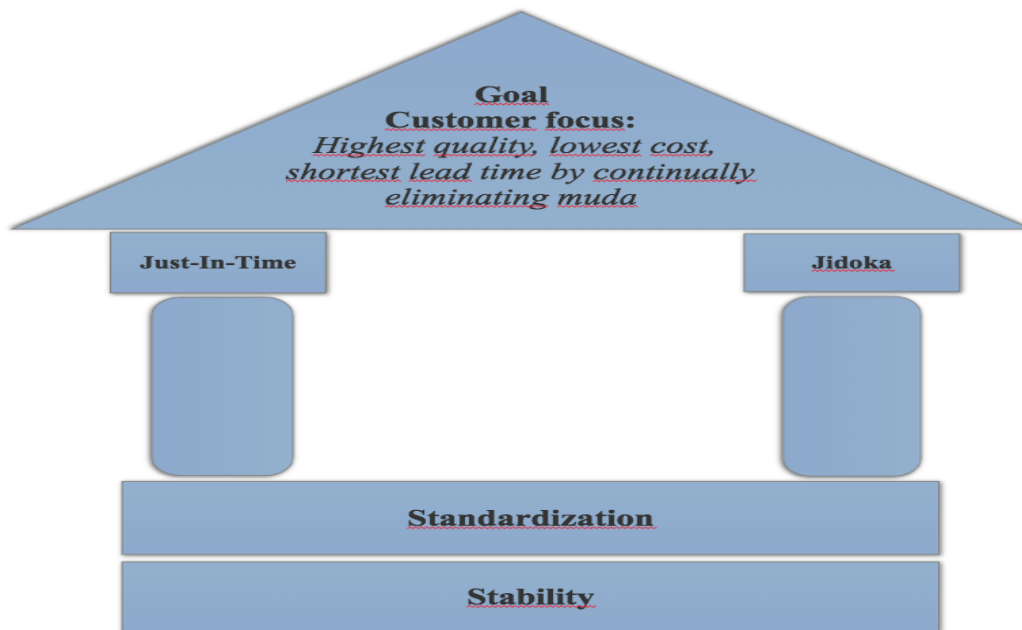 Goal
Customer focus:
Highest quality, lowest cost,
shortest lead time by continually
eliminating muda
Just-In-Time
Jidoka
Standardization
Stability